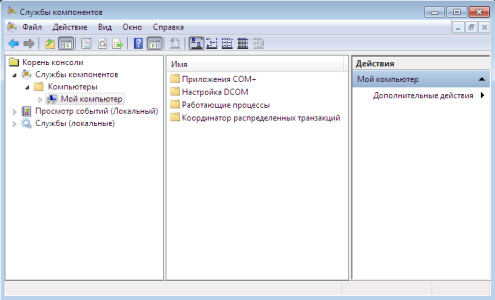 Службы компонентов
Файл Действие Вид Окно Справка
Корень консоли
Службы компонентов
Компьютеры
Мой компьютер
Просмотр событий (Локальный)
Службы (локальные)
Имя
Приложения COM+
Настройка DCOM
Работающие процессы
Координатор распределенных транзакций
Действия
Мой компьютер
Дополнительные действия